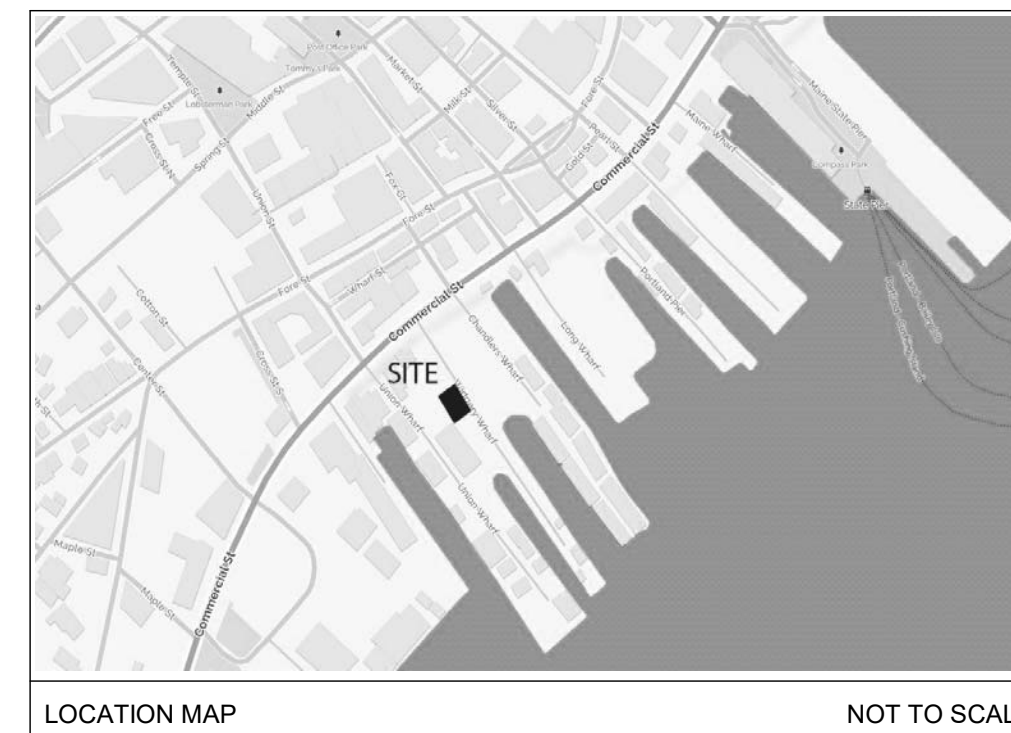 Post Office Park
Tommy's Park
Lobsterman Park
Temple St
Free St
Cross St N
Middle St
Spring St
Market St
Milk St
Silver St
Fore St
Pearl St
Gold St
Commercial St
Maine Wharf
Maine State Pier
Compass Park
State Pier
Union St
Fox Ct
Fore St
Fore St
Wharf St
Cotton St
Center St
Cross St S
Commercial St
Chandlers Wharf
Long Wharf
Portland Pier
SITE
Union Wharf
Union Wharf
Maple St
Maple St
Commercial St
LOCATION MAP
NOT TO SCAL